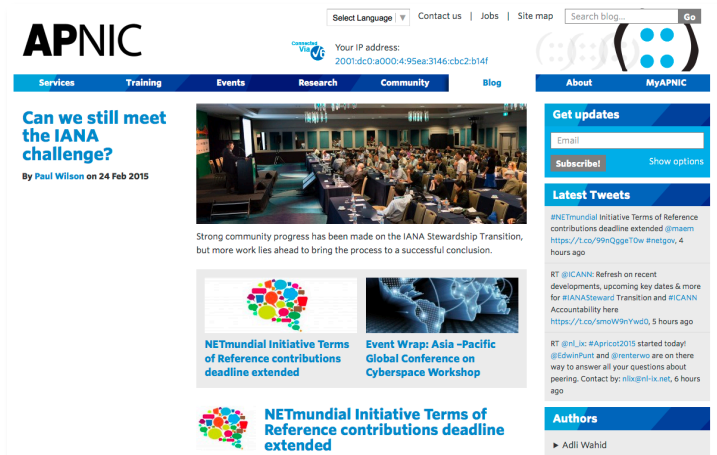 Select Language ▼
Contact us | Jobs | Site map
Search blog...
Go
APNIC
Connected Via V6
Your IP address:
2001:dc0:a000:4:95ea:3146:cbc2:b14f
Services Training Events Research Community Blog About MyAPNIC
Can we still meet
the IANA
challenge?
By Paul Wilson on 24 Feb 2015
Strong community progress has been made on the IANA Stewardship Transition,
but more work lies ahead to bring the process to a successful conclusion.
NETmundial Initiative Terms
of Reference contributions
deadline extended
Event Wrap: Asia –Pacific
Global Conference on
Cyberspace Workshop
NETmundial Initiative Terms of
Reference contributions deadline
extended
Get updates
Email
Subscribe!
Show options
Latest Tweets
#NETmundial Initiative Terms of Reference
contributions deadline extended @maem
https://t.co/99nQggeT0w #netgov, 4
hours ago
RT @ICANN: Refresh on recent
developments, upcoming key dates & more
for #IANASteward Transition and #ICANN
Accountability here
https://t.co/smoW9nYwd0, 5 hours ago
RT @nl_ix: #Apricot2015 started today!
@EdwinPunt and @renterwo are on there
way to answer all your questions about
peering. Contact by: nlix@nl-ix.net, 6 hours
ago
Authors
▶ Adli Wahid